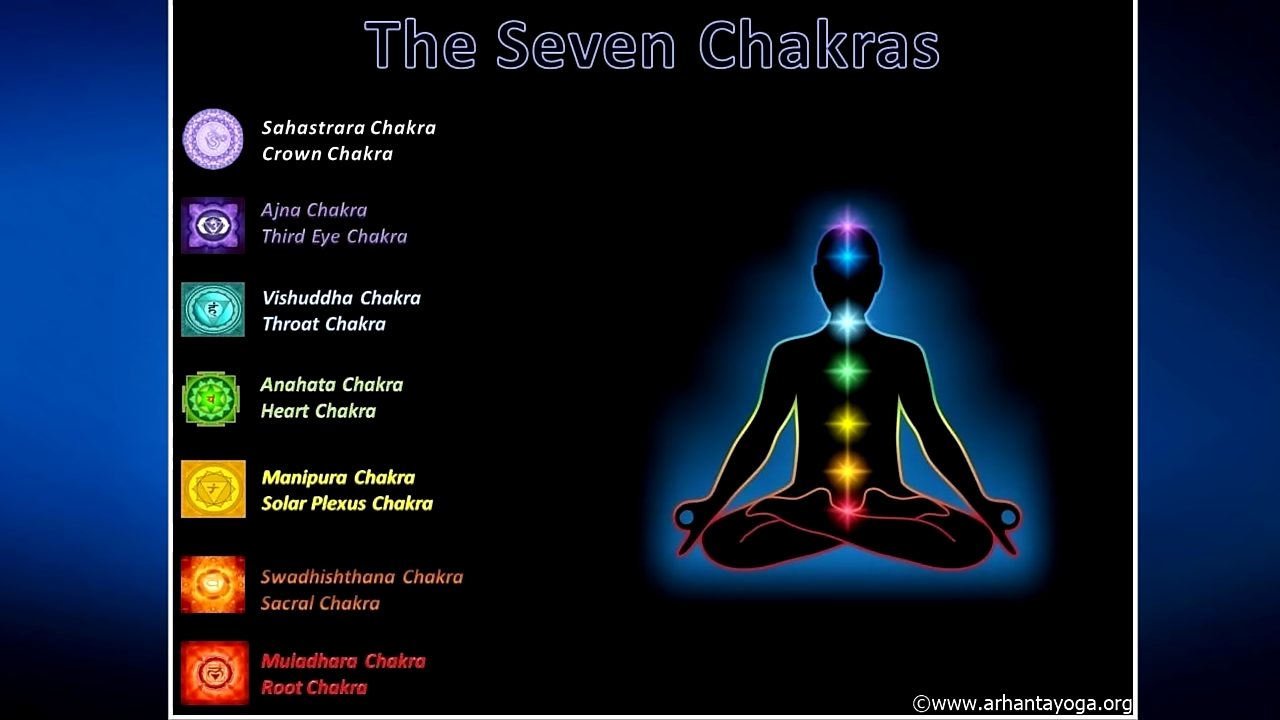 The Seven Chakras
Sahastrara Chakra
Crown Chakra
Ajna Chakra
Third Eye Chakra
Vishuddha Chakra
Throat Chakra
Anahata Chakra
Heart Chakra
Manipura Chakra
Solar Plexus Chakra
Swadhishthana Chakra
Sacral Chakra
Muladhara Chakra
Root Chakra
©www.arhantayoga.org